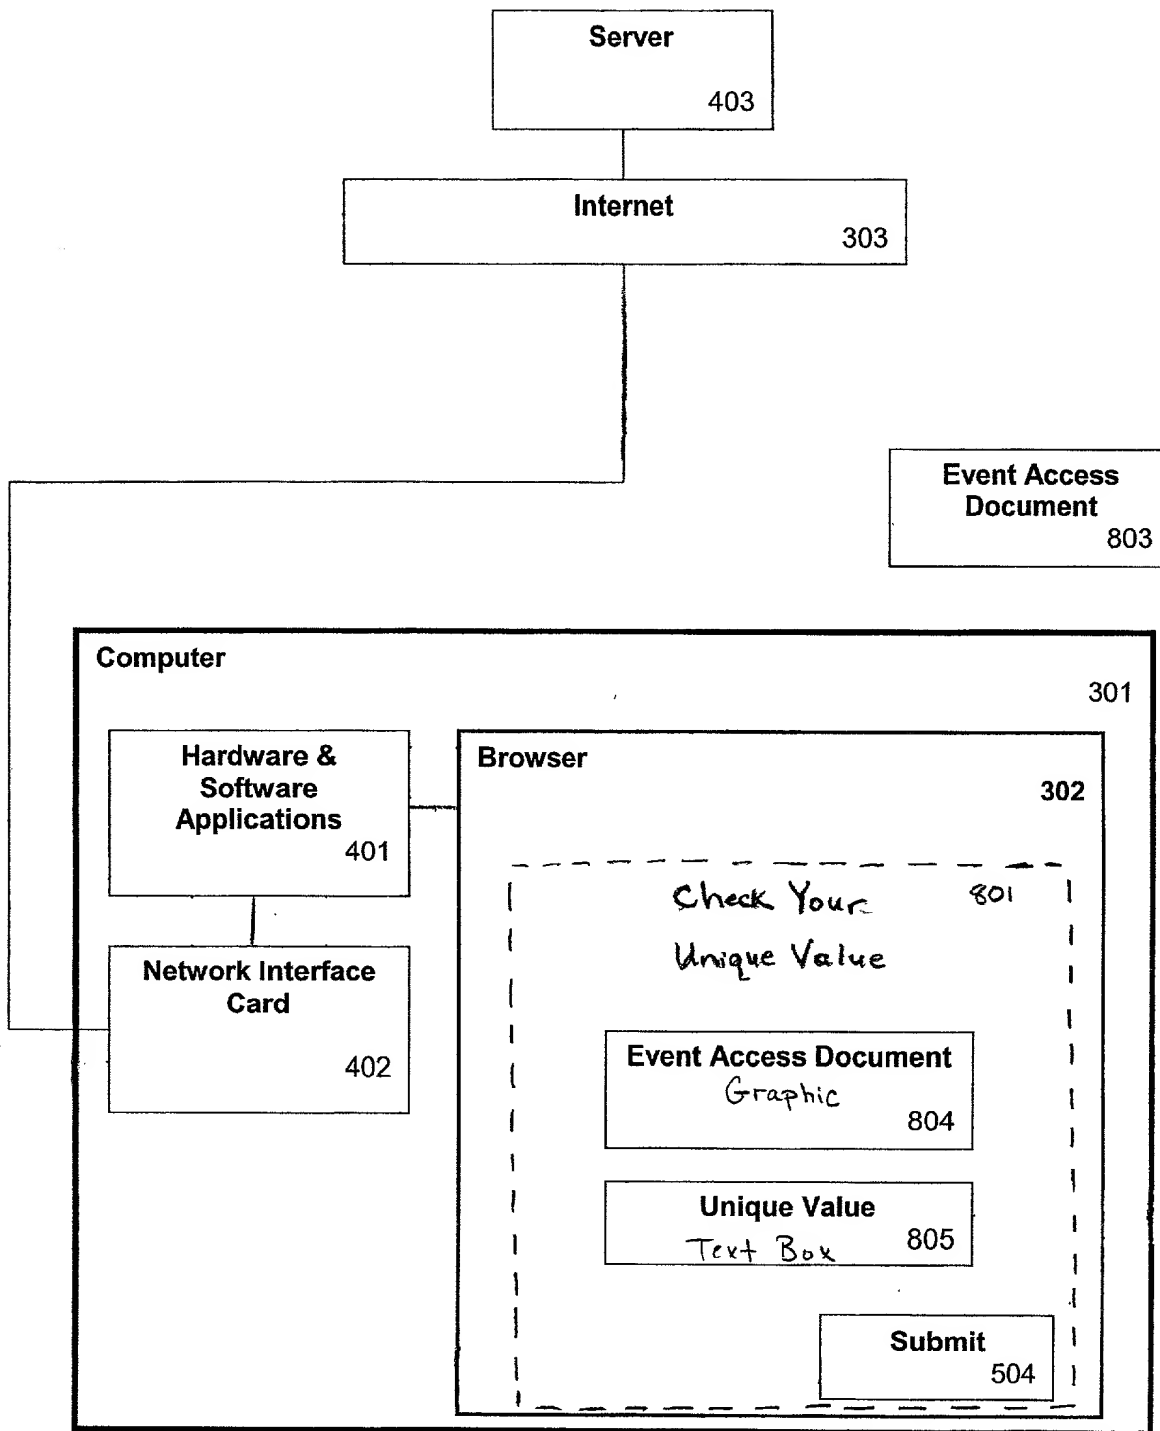 Server
403
Internet
303
Event Access
Document
803
Computer
301
Hardware &
Software
Applications
401
Browser
302
Check Your
801
Unique Value
Network Interface
Card
402
Event Access Document
Graphic
804
Unique Value
Text Box
805
Submit
504